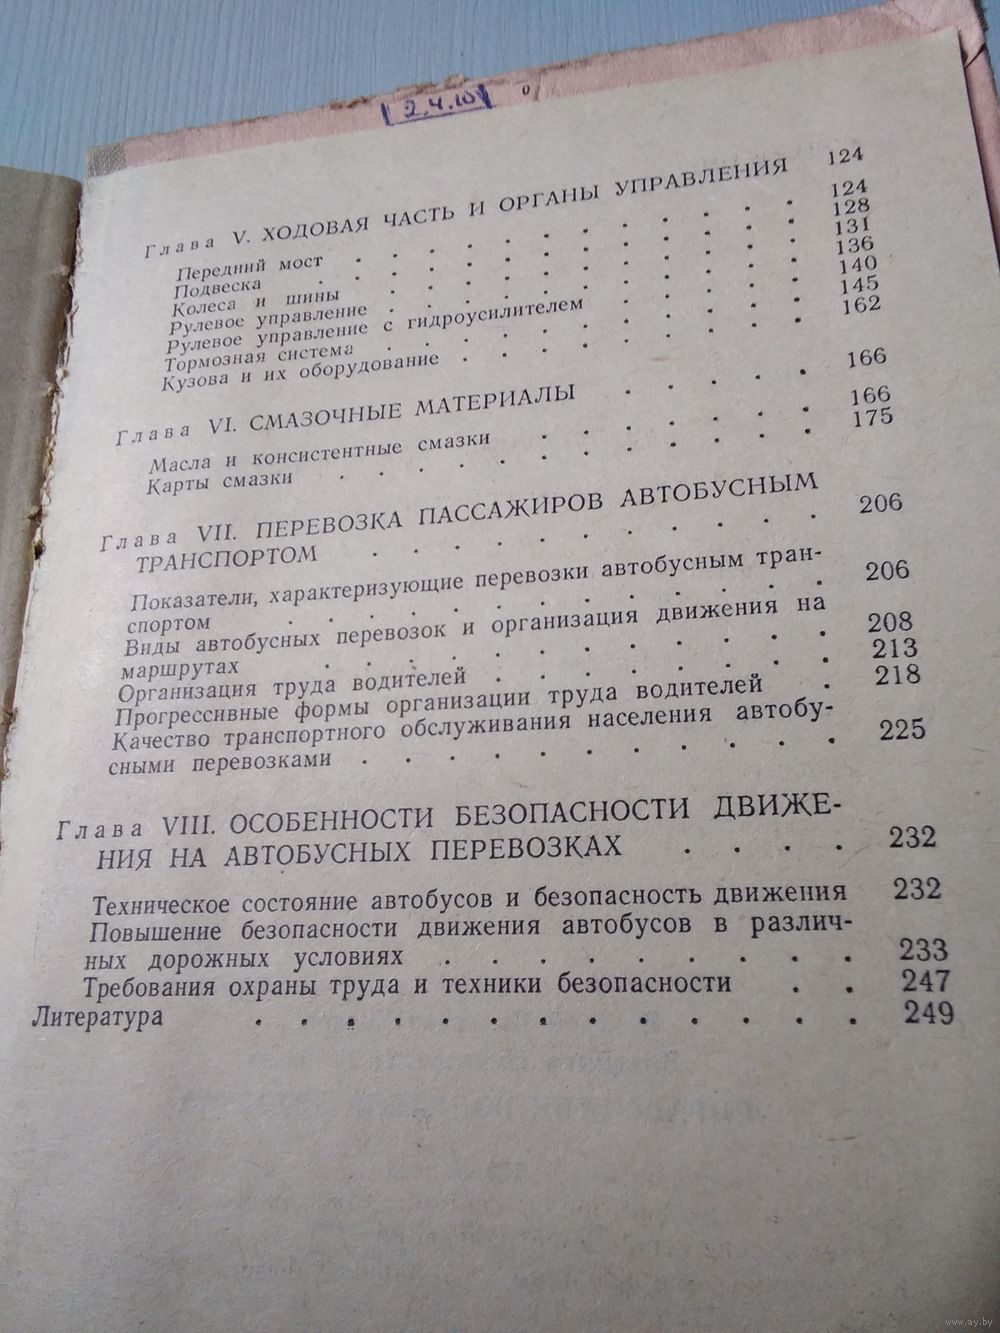 2.4.10
Глава V. ХОДОВАЯ ЧАСТЬ И ОРГАНЫ УПРАВЛЕНИЯ 124
Передний мост . . . . . . . . . . 124
Подвеска . . . . . . . . . . 128
Колеса и шины . . . . . . . . . . 131
Рулевое управление . . . . . . . . . 136
Рулевое управление с гидроусилителем . . . . . 140
Тормозная система . . . . . . . . . 145
Кузова и их оборудование . . . . . . . . 162
Глава VI. СМАЗОЧНЫЕ МАТЕРИАЛЫ . . . . . 166
Масла и консистентные смазки . . . . . . 166
Карты смазки . . . . . . . . . . 175
Глава VII. ПЕРЕВОЗКА ПАССАЖИРОВ АВТОБУСНЫМ
ТРАНСПОРТОМ . . . . . . . . . 206
Показатели, характеризующие перевозки автобусным тран-
спортом . . . . . . . . . . 206
Виды автобусных перевозок и организация движения на
маршрутах . . . . . . . . . . 208
Организация труда водителей . . . . . . . 213
Прогрессивные формы организации труда водителей . 218
Качество транспортного обслуживания населения автобу-
сными перевозками . . . . . . . . . 225
Глава VIII. ОСОБЕННОСТИ БЕЗОПАСНОСТИ ДВИЖЕ-
НИЯ НА АВТОБУСНЫХ ПЕРЕВОЗКАХ . . . . 232
Техническое состояние автобусов и безопасность движения 232
Повышение безопасности движения автобусов в различ-
ных дорожных условиях . . . . . . . . 233
Требования охраны труда и техники безопасности . . 247
Литература . . . . . . . . . . . . . 249
www.ay.by